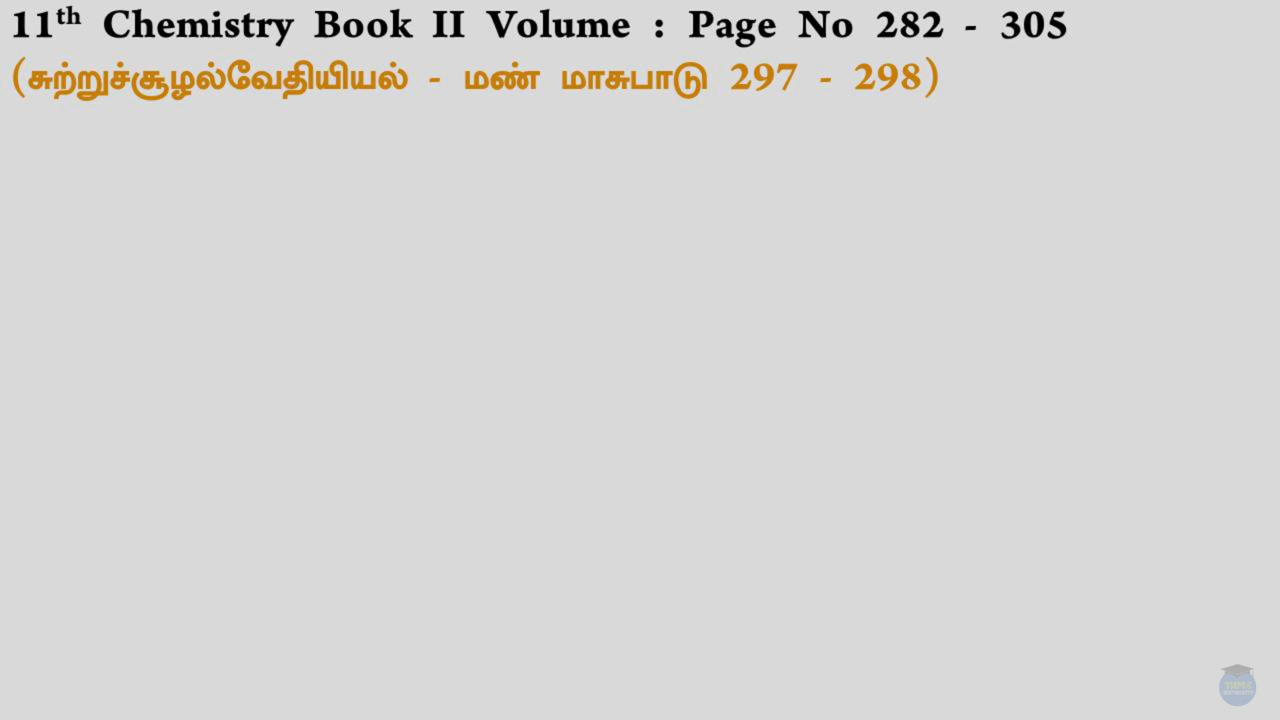 11th Chemistry Book II Volume : Page No 282 - 305
(சுற்றுச்சூழல்வேதியியல் - மண் மாசுபாடு 297 - 298)